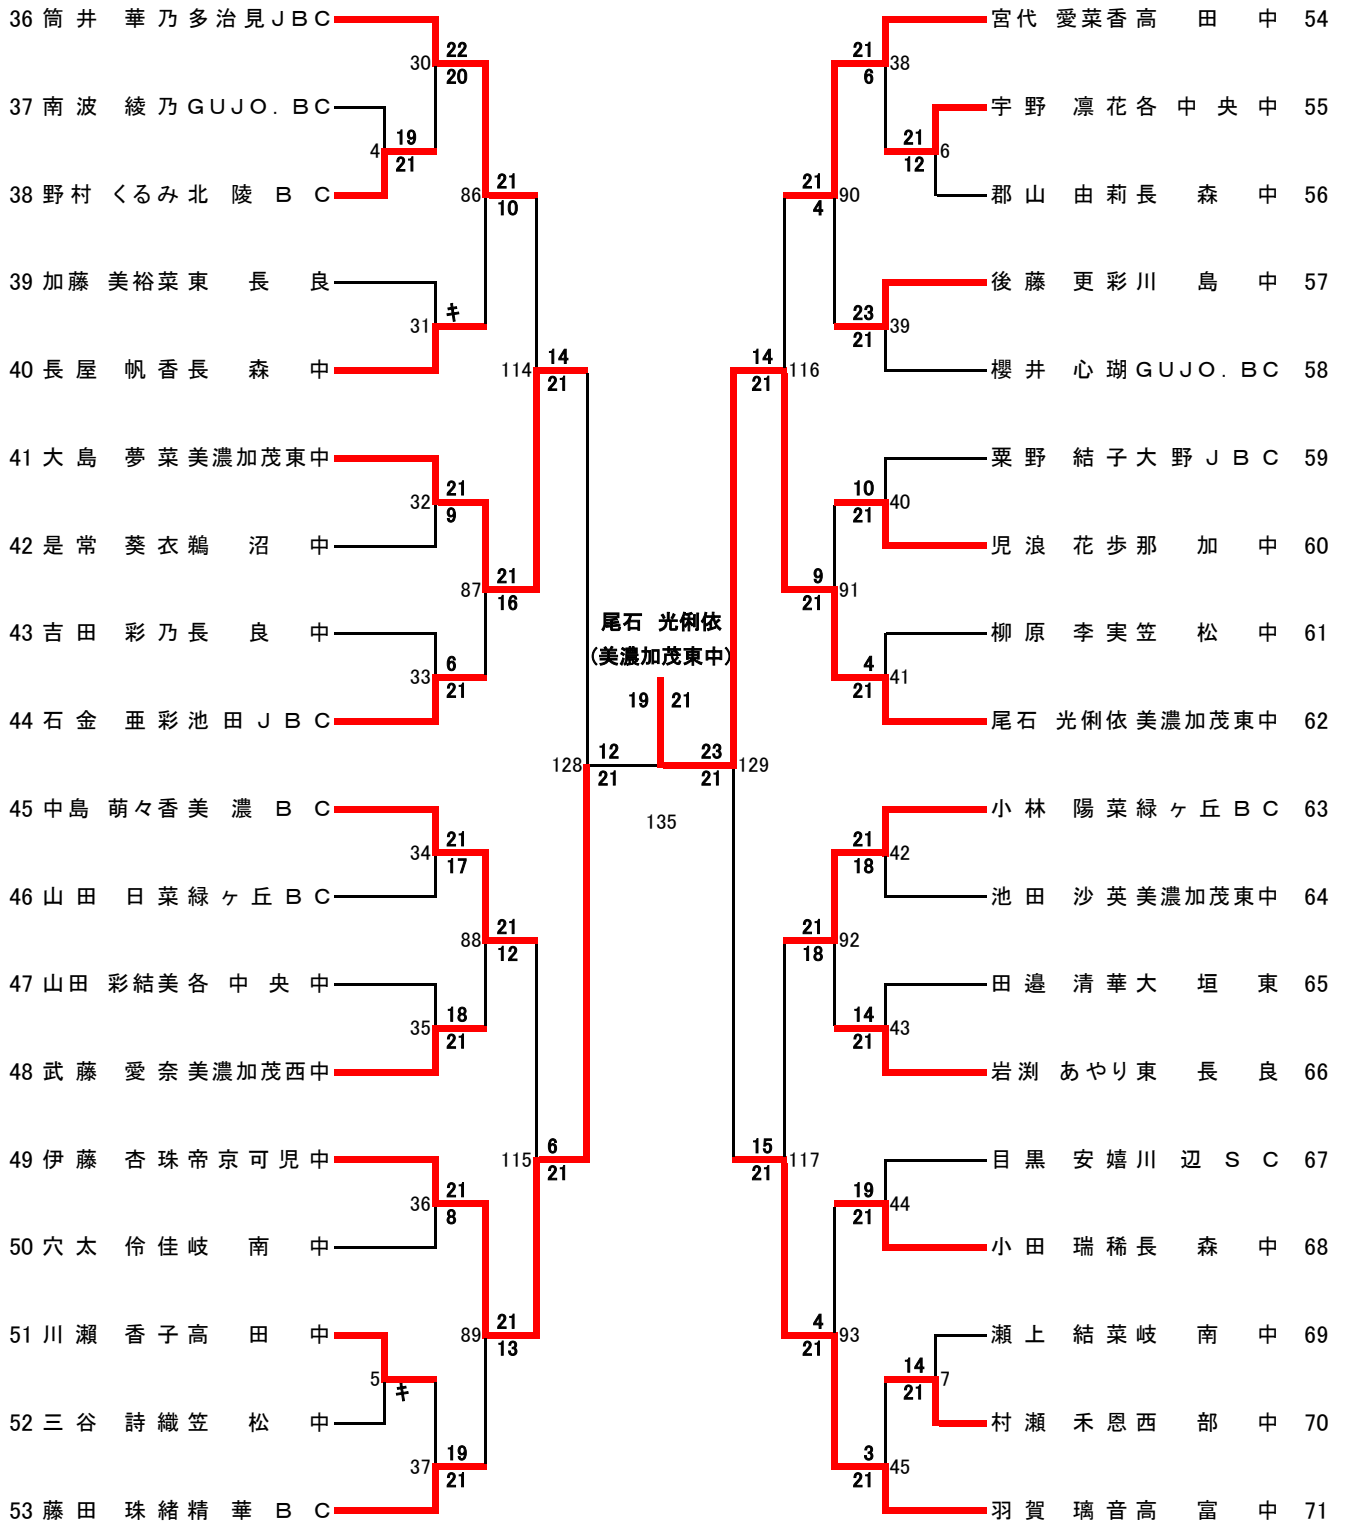 36 筒井 華乃 多治見JBC
22
30
20
37 南波 綾乃 GUJO.BC
19
4
21
38 野村 くるみ 北陵BC
21
86
10
39 加藤 美裕菜 東長良
31
キ
40 長屋 帆香 長森中
14
114
21
41 大島 夢菜 美濃加茂東中
21
32
9
42 是常 葵衣 鵜沼中
21
87
16
43 吉田 彩乃 長良中
6
33
21
44 石金 亜彩 池田JBC
12
128
21
45 中島 萌々香 美濃BC
21
34
17
46 山田 日菜 緑ヶ丘BC
21
88
12
47 山田 彩結美 各中央中
18
35
21
48 武藤 愛奈 美濃加茂西中
6
115
21
49 伊藤 杏珠 帝京可児中
21
36
8
50 穴太 伶佳 岐南中
21
89
13
51 川瀬 香子 高田中
5
キ
52 三谷 詩織 笠松中
19
37
21
53 藤田 珠緒 精華BC
尾石 光俐依
(美濃加茂東中)
19 21
135
宮代 愛菜香 高田中 54
21
38
6
宇野 凛花 各中央中 55
21
6
12
郡山 由莉 長森中 56
21
90
4
後藤 更彩 川島中 57
23
39
21
櫻井 心瑚 GUJO.BC 58
14
116
21
粟野 結子 大野JBC 59
10
40
21
児浪 花歩 那加中 60
9
91
21
柳原 李実 笠松中 61
4
41
21
尾石 光俐依 美濃加茂東中 62
23
129
21
小林 陽菜 緑ヶ丘BC 63
21
42
18
池田 沙英 美濃加茂東中 64
21
92
18
田邉 清華 大垣東 65
14
43
21
岩渕 あやり 東長良 66
15
117
21
目黒 安嬉 川辺SC 67
19
44
21
小田 瑞稀 長森中 68
4
93
21
瀬上 結菜 岐南中 69
14
7
21
村瀬 禾恩 西部中 70
3
45
21
羽賀 璃音 高富中 71